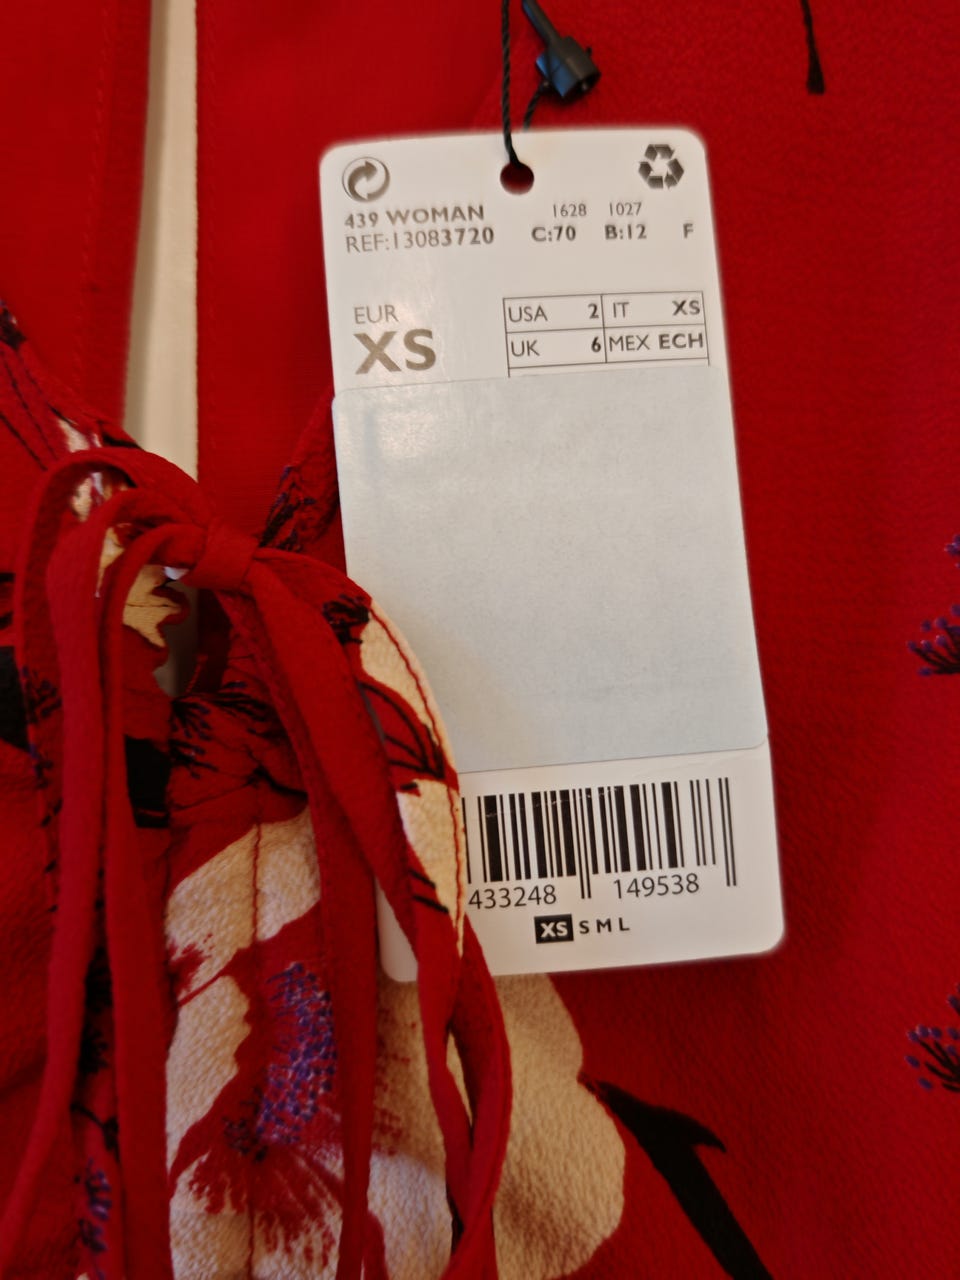 439 WOMAN 1628 1027
REF:13083720 C:70 B:12 F
EUR
XS
USA 2 IT XS
UK 6 MEX ECH
433248 149538
XS S M L